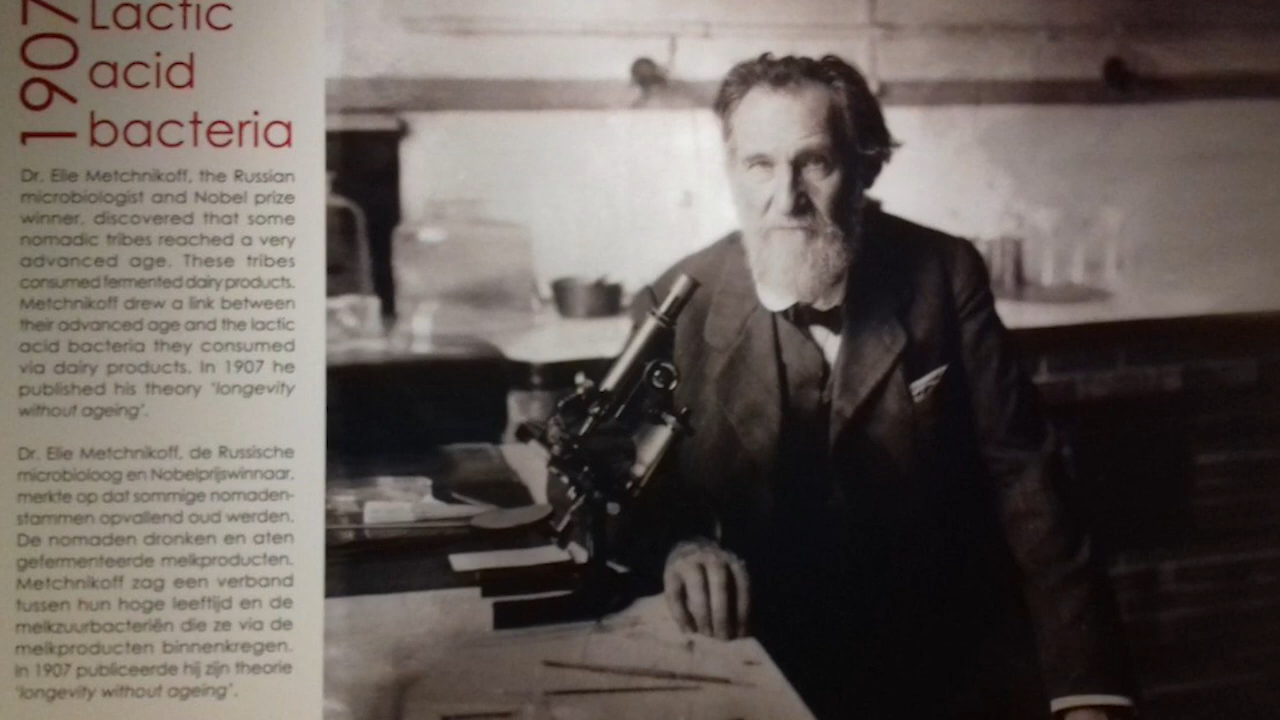 1907
Lactic
acid
bacteria
Dr. Elie Metchnikoff, the Russian
microbiologist and Nobel prize
winner, discovered that some
nomadic tribes reached a very
advanced age. These tribes
consumed fermented dairy products.
Metchnikoff drew a link between
their advanced age and the lactic
acid bacteria they consumed
via dairy products. In 1907 he
published his theory 'longevity
without ageing'.
Dr. Elie Metchnikoff, de Russische
microbioloog en Nobelprijswinnaar,
merkte op dat sommige nomaden-
stammen opvallend oud werden.
De nomaden dronken en aten
gefermenteerde melkproducten.
Metchnikoff zag een verband
tussen hun hoge leeftijd en de
melkzuurbacteriën die ze via de
melkproducten binnenkregen.
In 1907 publiceerde hij zijn theorie
'longevity without ageing'.